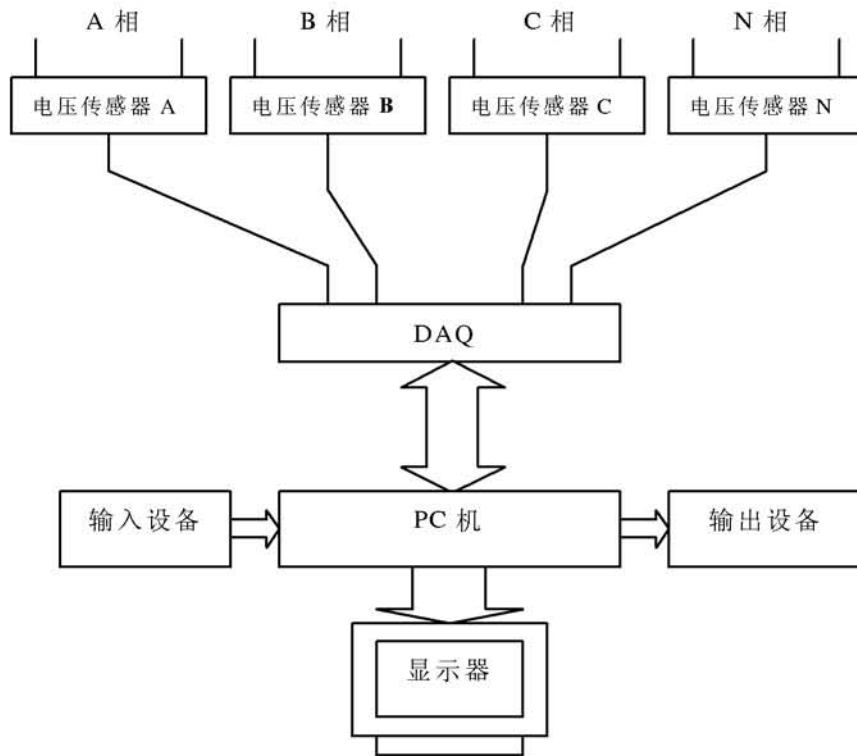 A 相 B 相 C 相 N 相
电压传感器 A 电压传感器 B 电压传感器 C 电压传感器 N
DAQ
输入设备 PC 机 输出设备
显示器